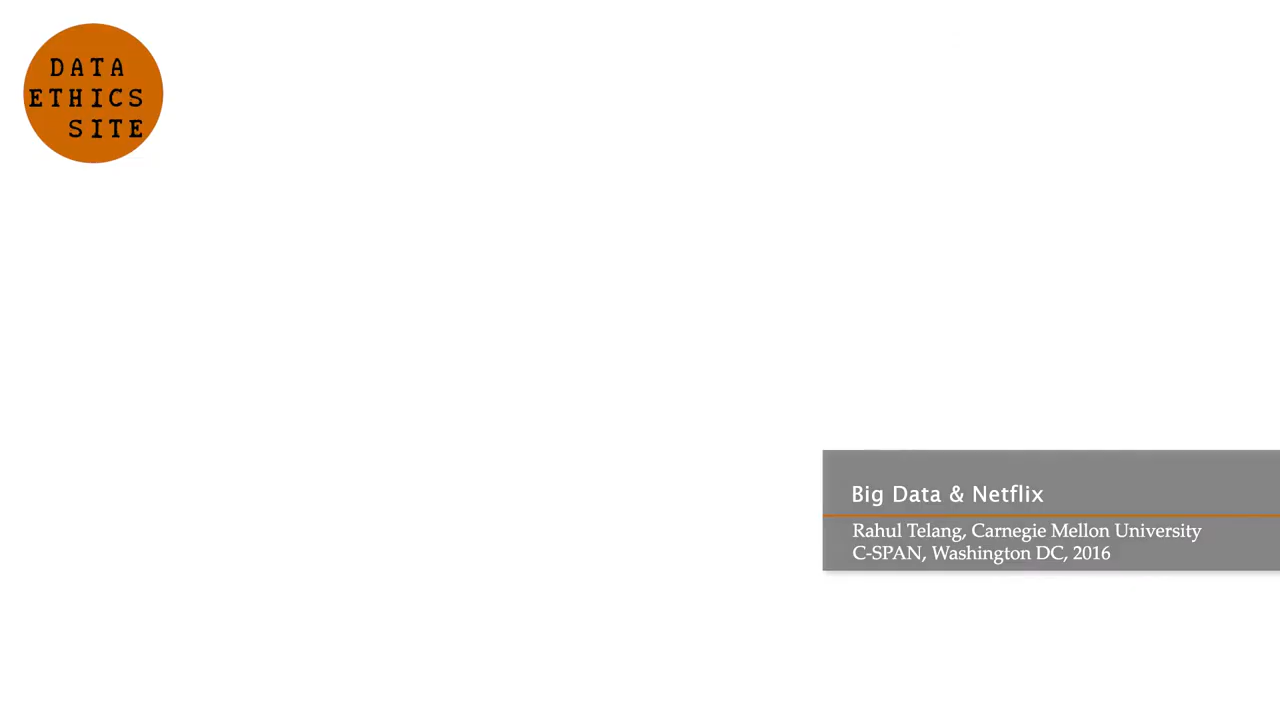 DATA
ETHICS
SITE
Big Data & Netflix
Rahul Telang, Carnegie Mellon University
C-SPAN, Washington DC, 2016